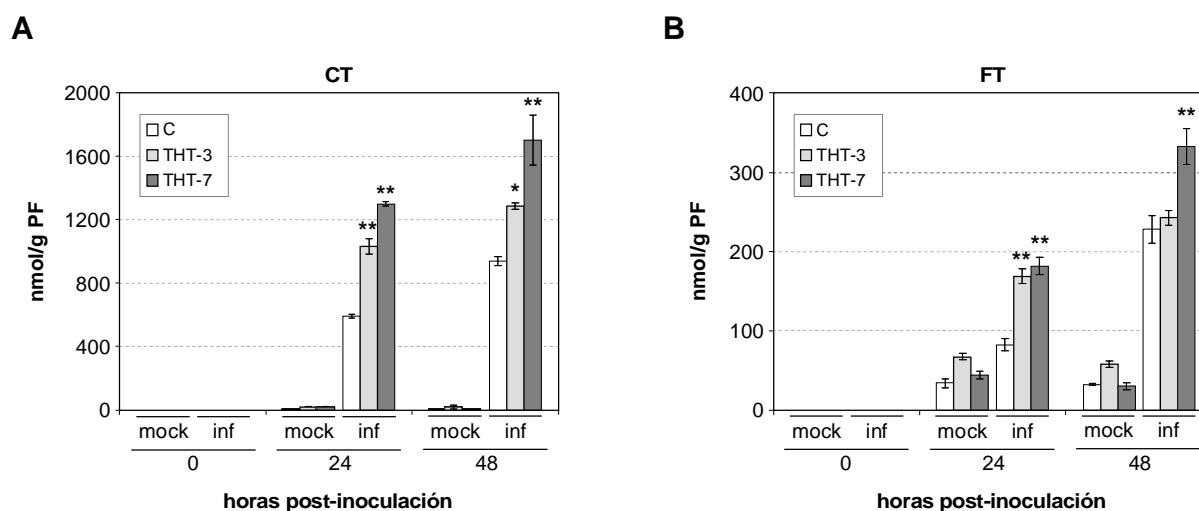 A
CT
nmol/g PF
2000
1600
1200
800
400
0
C
THT-3
THT-7
** **
* **
mock inf mock inf mock inf
0 24 48
horas post-inoculación
B
FT
nmol/g PF
400
300
200
100
0
C
THT-3
THT-7
** **
**
mock inf mock inf mock inf
0 24 48
horas post-inoculación